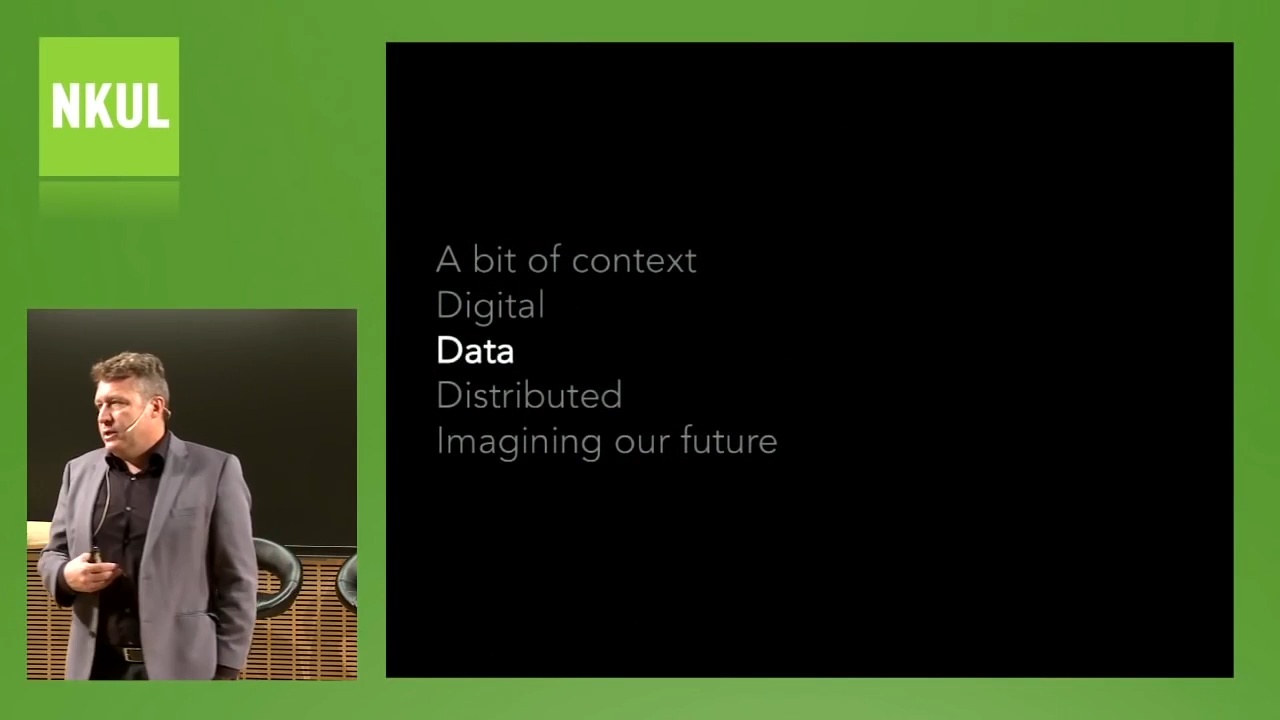 NKUL
A bit of context
Digital
Data
Distributed
Imagining our future